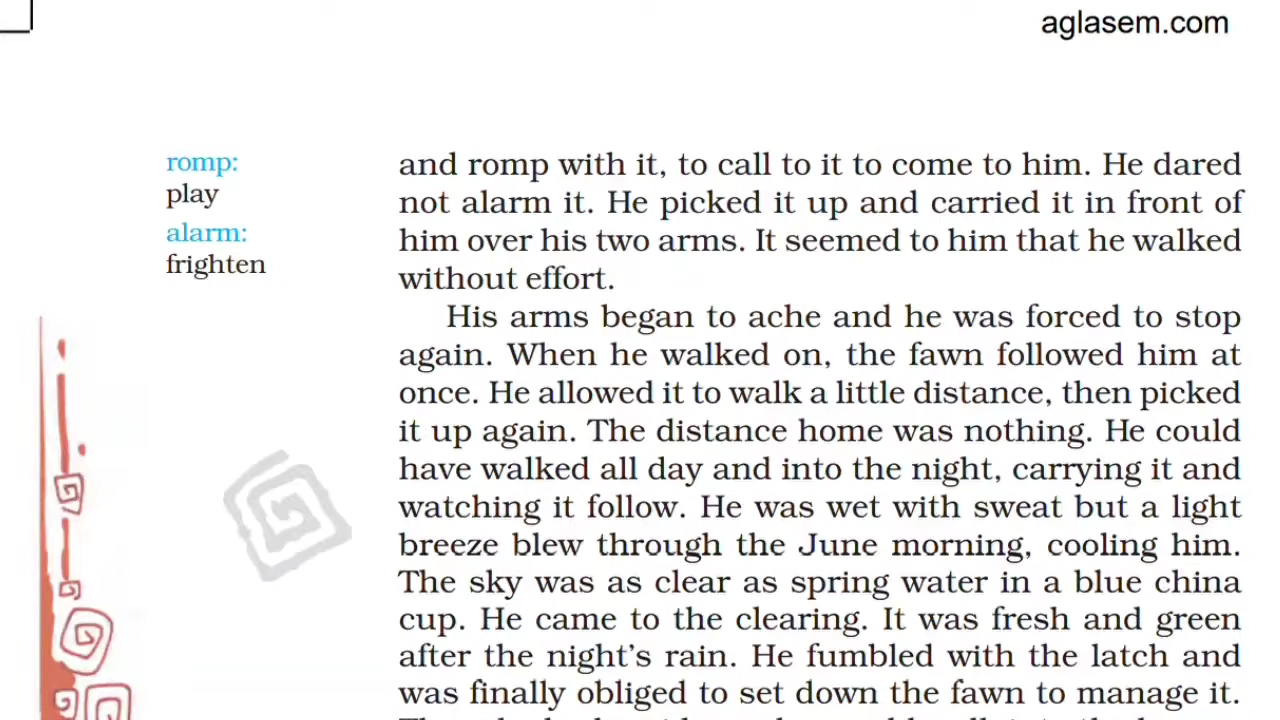 aglasem.com
romp:
play
alarm:
frighten
and romp with it, to call to it to come to him. He dared
not alarm it. He picked it up and carried it in front of
him over his two arms. It seemed to him that he walked
without effort.
His arms began to ache and he was forced to stop
again. When he walked on, the fawn followed him at
once. He allowed it to walk a little distance, then picked
it up again. The distance home was nothing. He could
have walked all day and into the night, carrying it and
watching it follow. He was wet with sweat but a light
breeze blew through the June morning, cooling him.
The sky was as clear as spring water in a blue china
cup. He came to the clearing. It was fresh and green
after the night’s rain. He fumbled with the latch and
was finally obliged to set down the fawn to manage it.